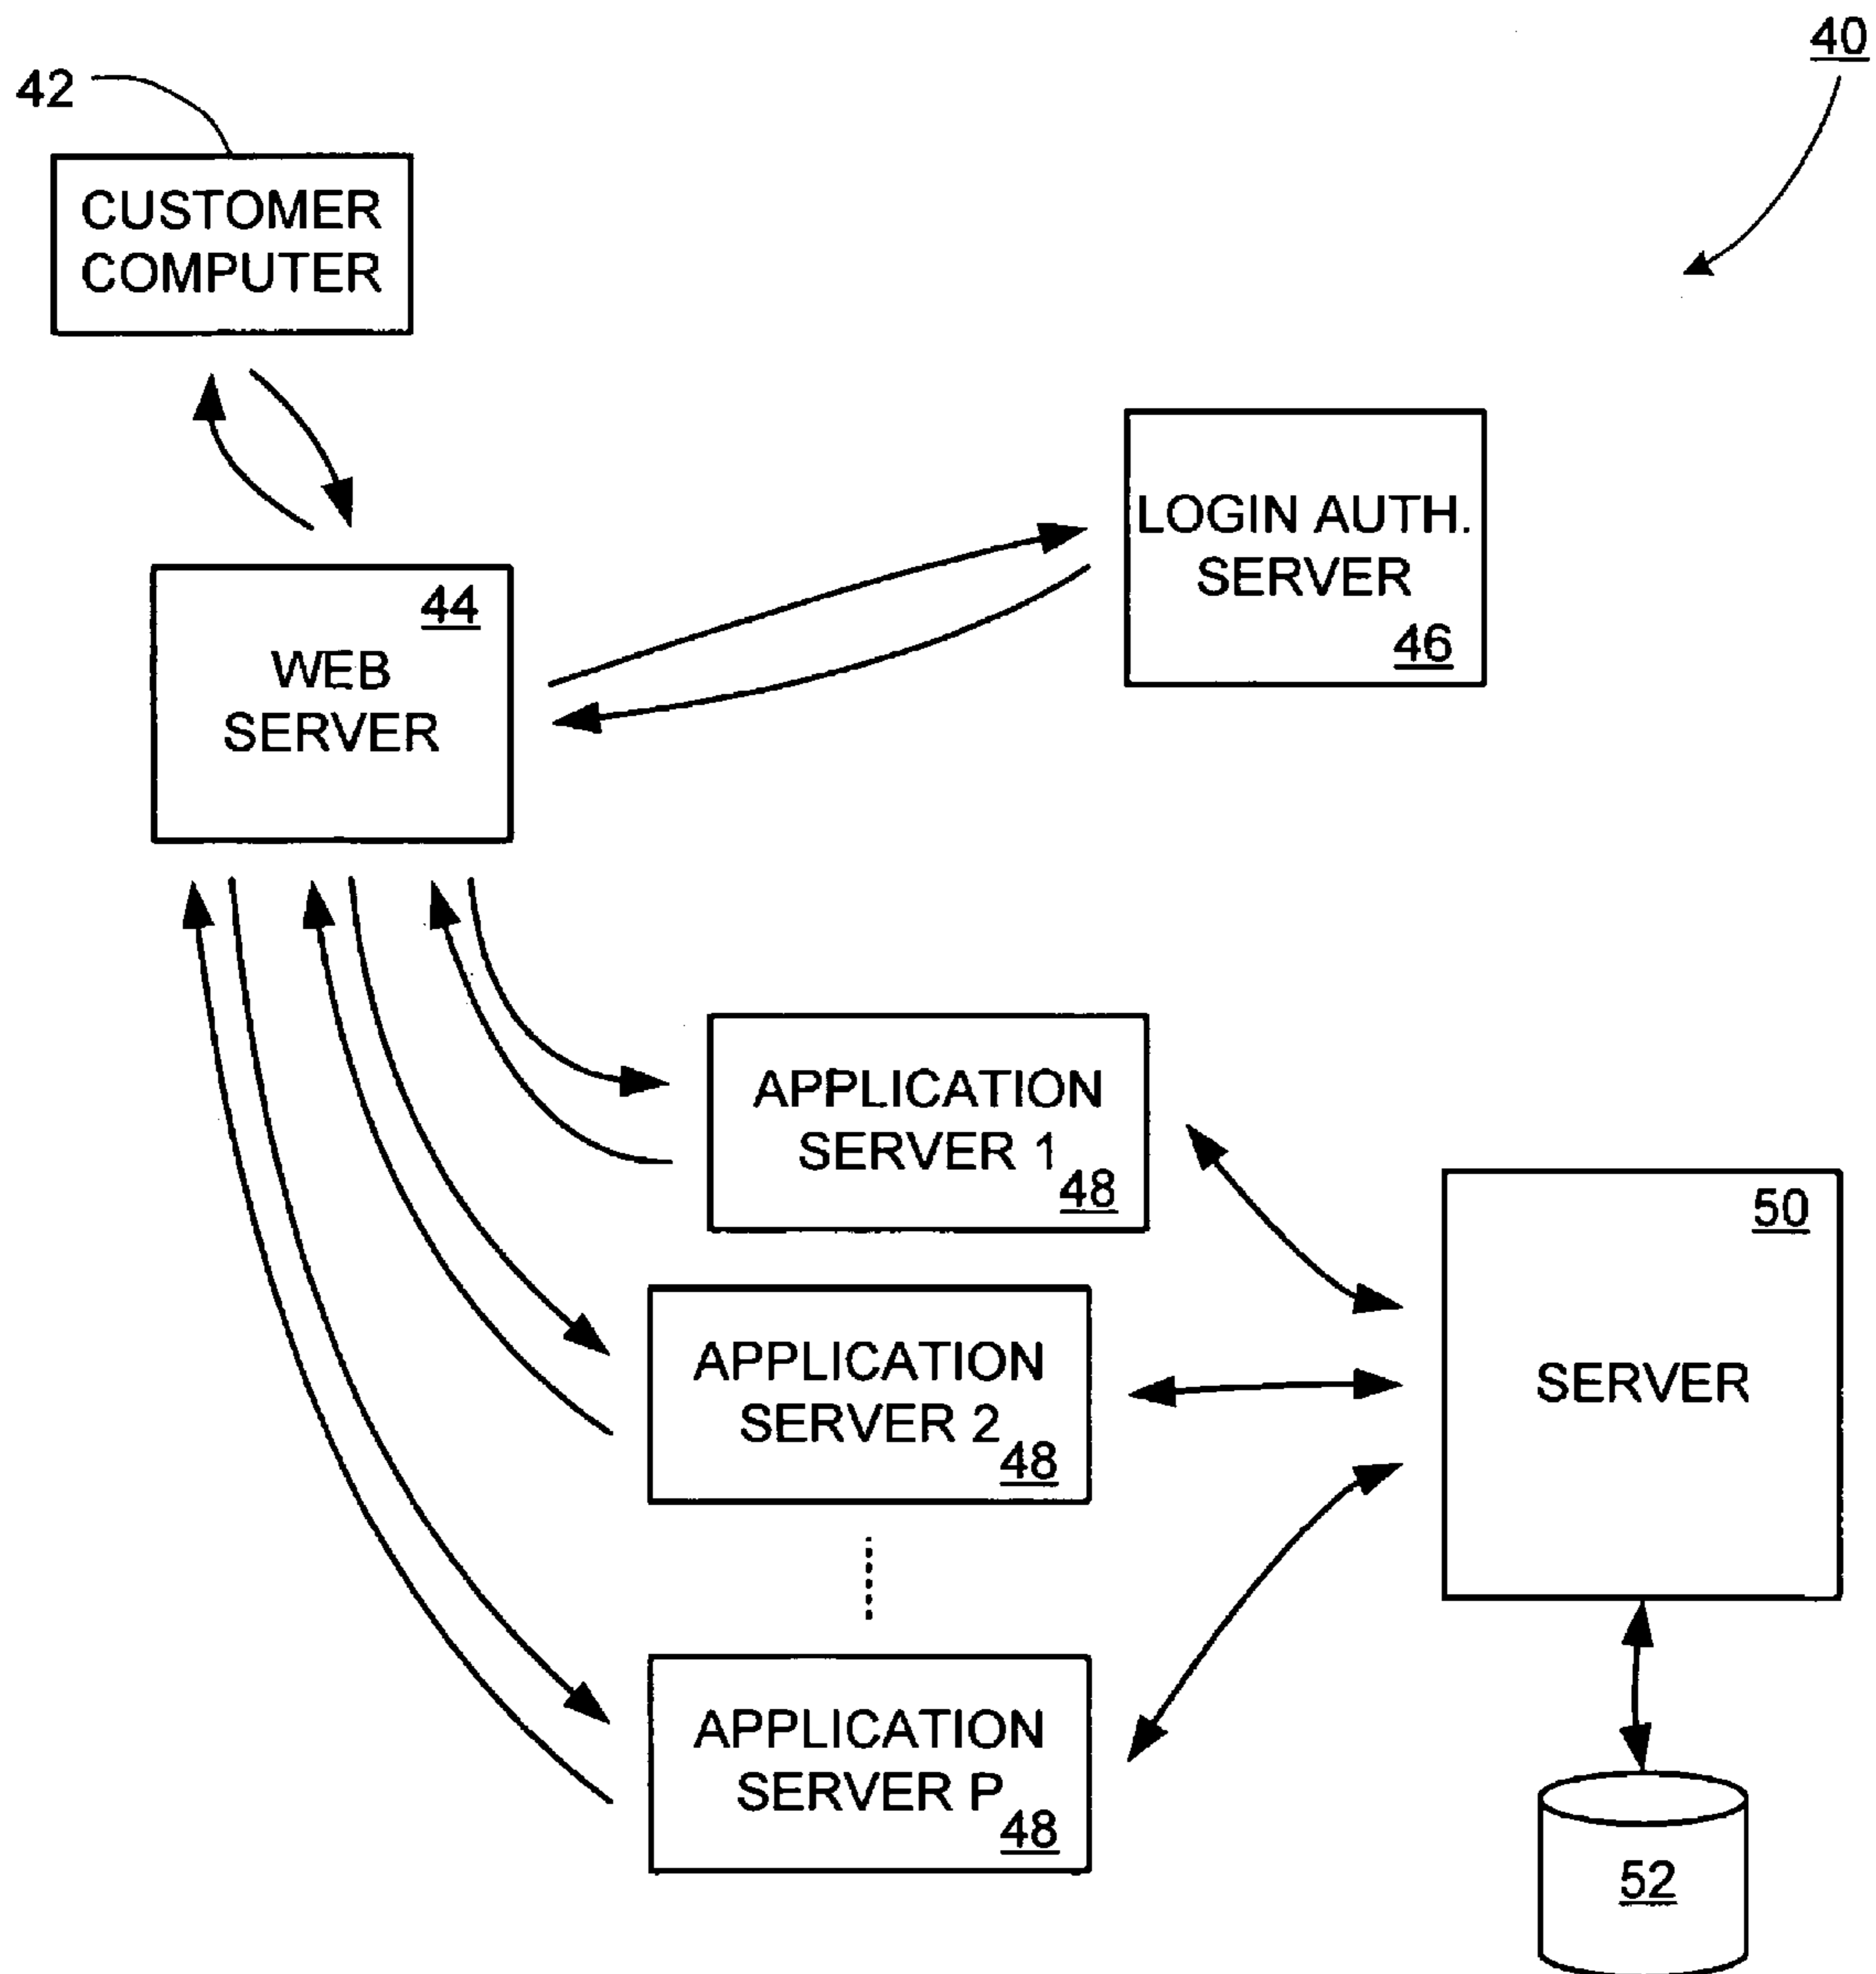 40
42
CUSTOMER
COMPUTER
LOGIN AUTH.
SERVER
46
44
WEB
SERVER
APPLICATION
SERVER 1
48
50
SERVER
APPLICATION
SERVER 2
48
APPLICATION
SERVER P
48
52